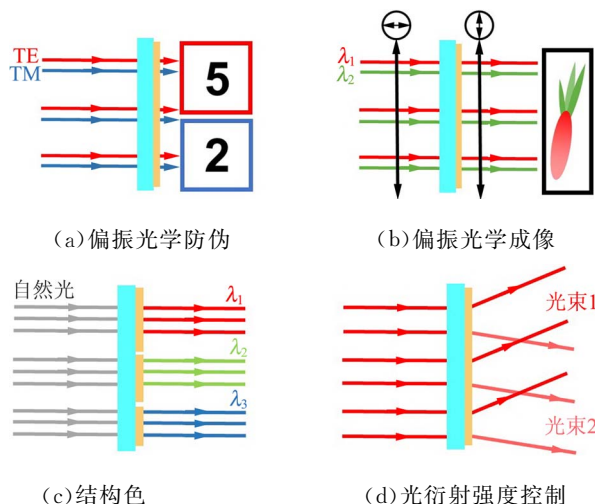 TE
TM
5
2
(a)偏振光学防伪
λ1
λ2
(b)偏振光学成像
自然光
λ1
λ2
λ3
(c)结构色
光束1
光束2
(d)光衍射强度控制